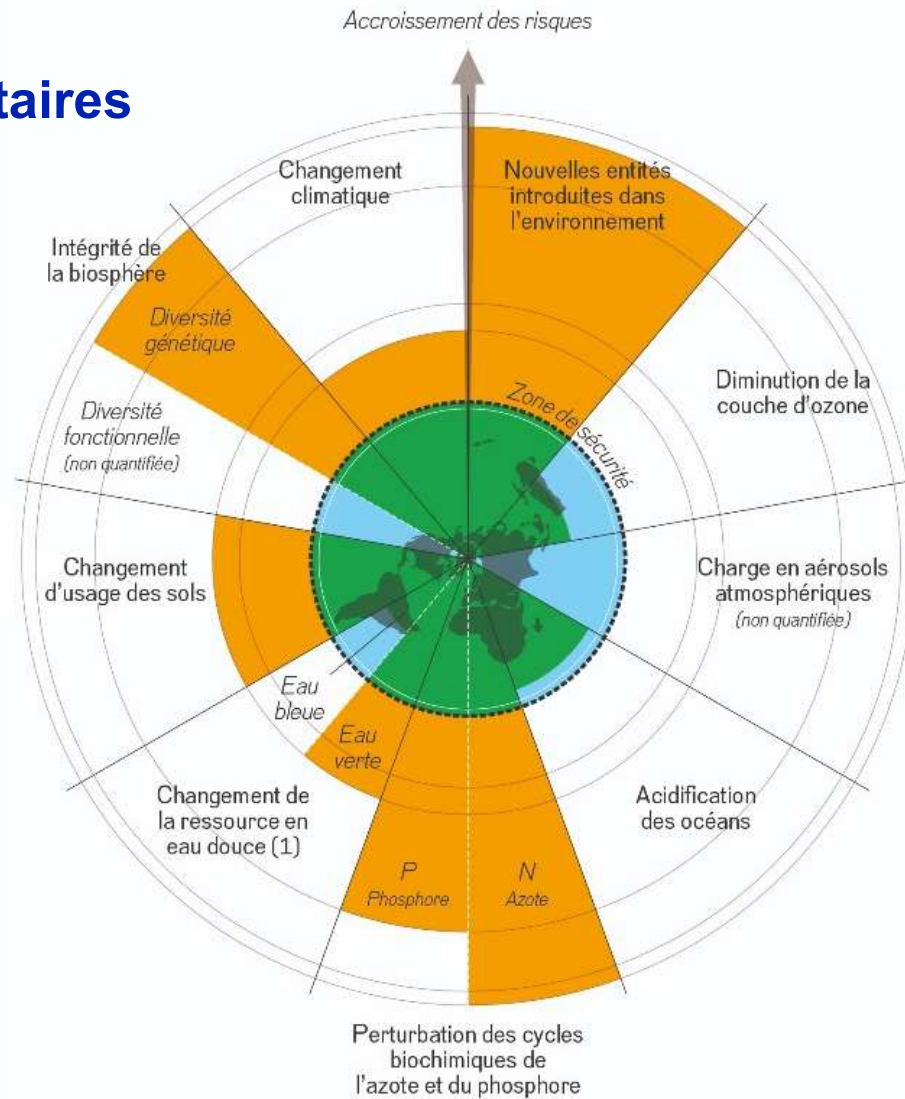 Accroissement des risques
taires
Changement
climatique
Nouvelles entités
introduites dans
l'environnement
Intégrité de
la biosphère
Diversité
génétique
Diversité
fonctionnelle
(non quantifiée)
Zone de sécurité
Diminution de la
couche d'ozone
Changement
d'usage des sols
Charge en aérosols
atmosphériques
(non quantifiée)
Eau
bleue
Eau
verte
Changement de
la ressource en
eau douce (1)
Acidification
des océans
P
Phosphore
N
Azote
Perturbation des cycles
biochimiques de
l'azote et du phosphore